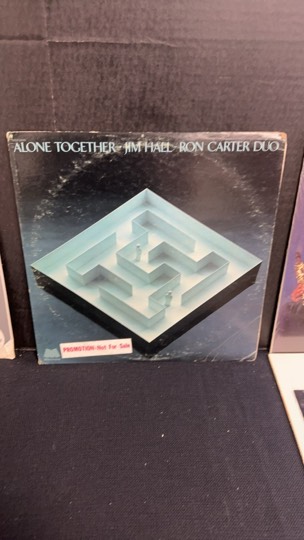 ALONE TOGETHER-JIM HALL-RON CARTER DUO
PROMOTION-Not For Sale